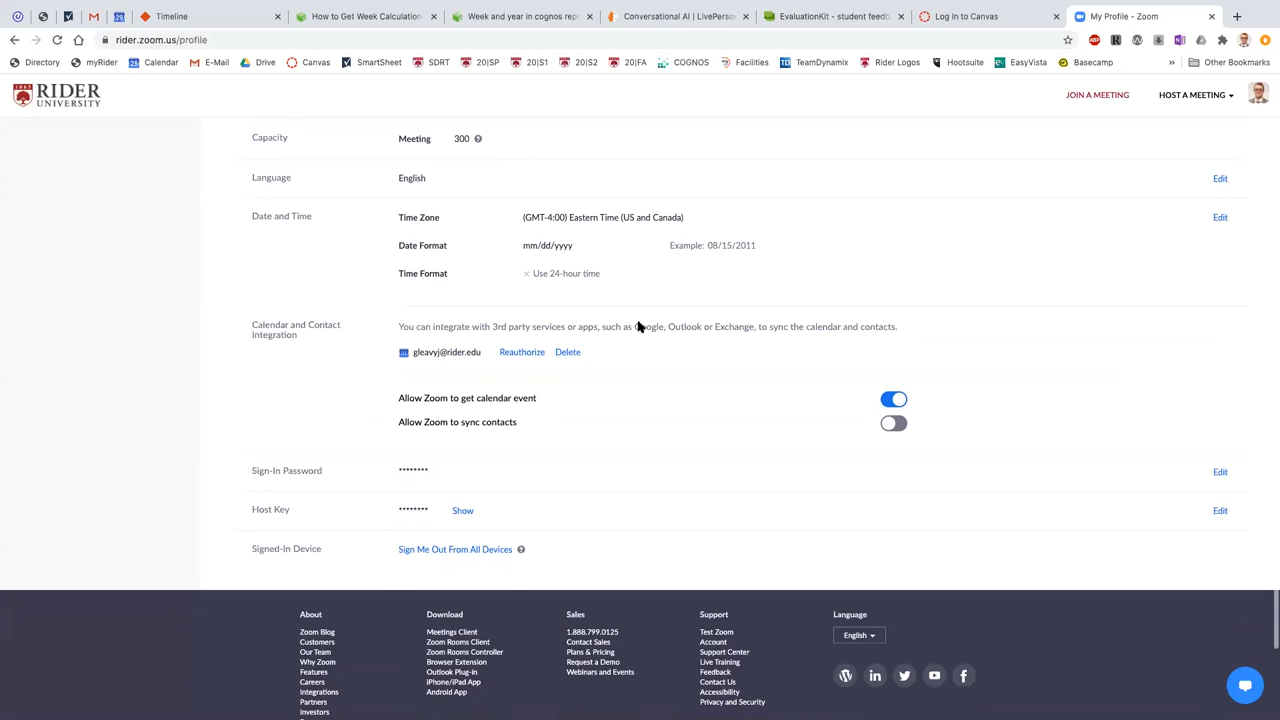 Timeline
How to Get Week Calculation
Week and year in cognos repo
Conversational AI | LivePerson
EvaluationKit - student feedb
Log In to Canvas
My Profile - Zoom
rider.zoom.us/profile
Directory
myRider
Calendar
E-Mail
Drive
Canvas
SmartSheet
SDRT
20|SP
20|S1
20|S2
20|FA
COGNOS
Facilities
TeamDynamix
Rider Logos
Hootsuite
EasyVista
Basecamp
Other Bookmarks
RIDER
UNIVERSITY
JOIN A MEETING
HOST A MEETING
Capacity
Meeting 300
Language
English
Edit
Date and Time
Time Zone
(GMT-4:00) Eastern Time (US and Canada)
Edit
Date Format
mm/dd/yyyy
Example: 08/15/2011
Time Format
Use 24-hour time
Calendar and Contact
Integration
You can integrate with 3rd party services or apps, such as Google, Outlook or Exchange, to sync the calendar and contacts.
gleavyj@rider.edu
Reauthorize
Delete
Allow Zoom to get calendar event
Allow Zoom to sync contacts
Sign-In Password
********
Edit
Host Key
********
Show
Edit
Signed-In Device
Sign Me Out From All Devices
About
Zoom Blog
Customers
Our Team
Why Zoom
Features
Careers
Integrations
Partners
Investors
Download
Meetings Client
Zoom Rooms Client
Zoom Rooms Controller
Browser Extension
Outlook Plug-in
iPhone/iPad App
Android App
Sales
1.888.799.0125
Contact Sales
Plans & Pricing
Request a Demo
Webinars and Events
Support
Test Zoom
Account
Support Center
Live Training
Feedback
Contact Us
Accessibility
Privacy and Security
Language
English